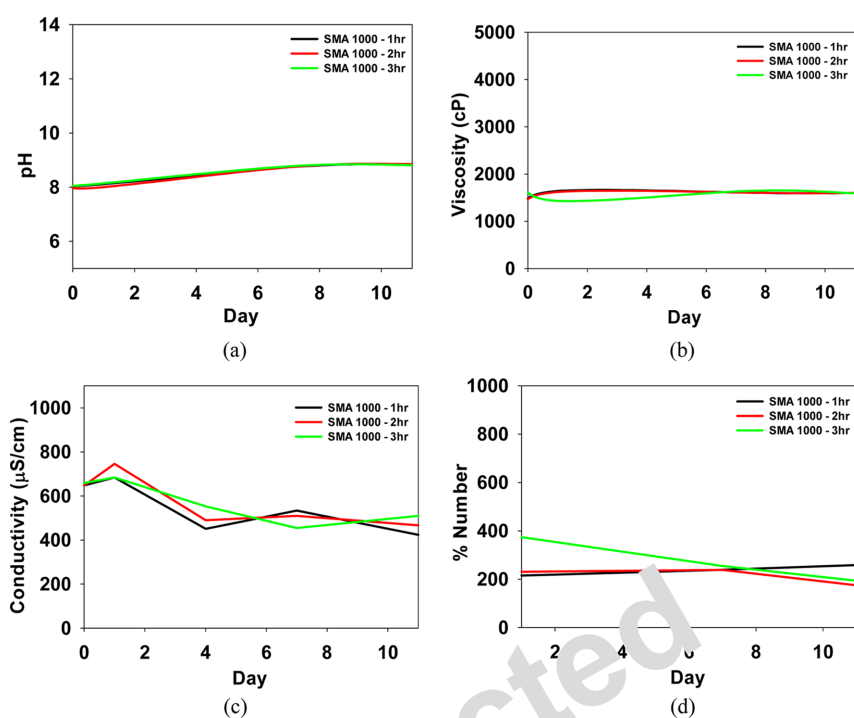 14
12
10
8
6
pH
0 2 4 6 8 10
Day
SMA 1000 - 1hr
SMA 1000 - 2hr
SMA 1000 - 3hr
(a)
5000
4000
3000
2000
1000
0
Viscosity (cP)
0 2 4 6 8 10
Day
SMA 1000 - 1hr
SMA 1000 - 2hr
SMA 1000 - 3hr
(b)
1000
800
600
400
200
0
Conductivity (μS/cm)
0 2 4 6 8 10
Day
SMA 1000 - 1hr
SMA 1000 - 2hr
SMA 1000 - 3hr
(c)
1000
800
600
400
200
0
% Number
2 4 6 8 10
Day
SMA 1000 - 1hr
SMA 1000 - 2hr
SMA 1000 - 3hr
(d)